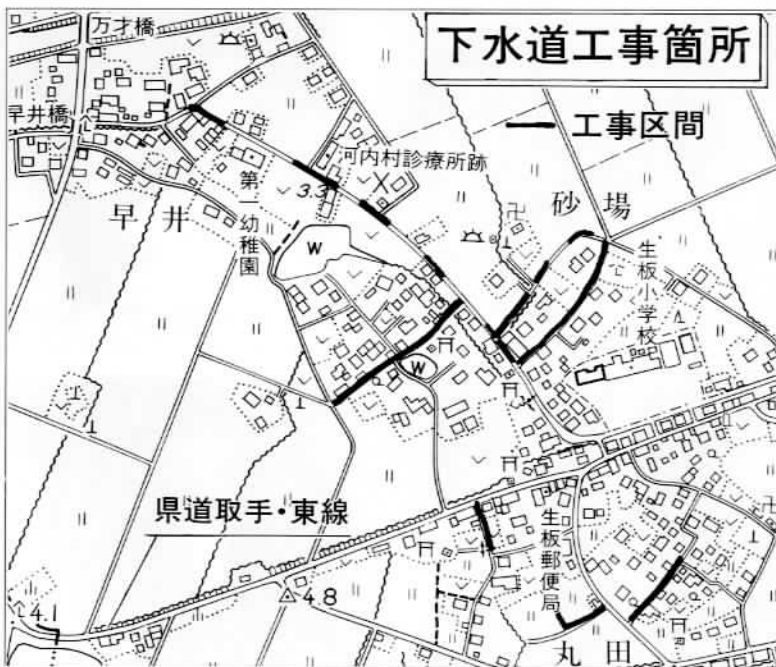 下水道工事箇所
工事区間
万才橋
早井橋
河内村診療所跡
3.3
第一幼稚園
早井
砂場
生板小学校
W
W
県道取手・東線
生板郵便局
4.8
4.1
丸田